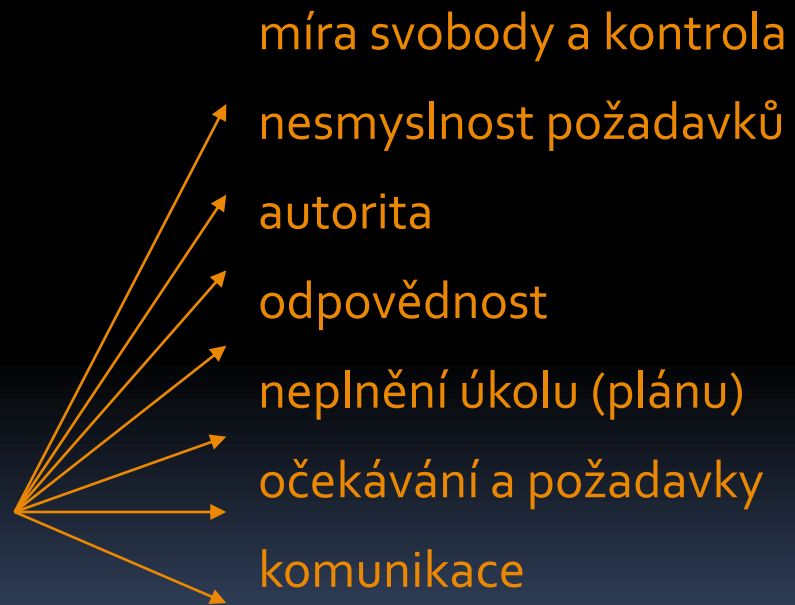 míra svobody a kontrola
nesmyslnost požadavků
autorita
odpovědnost
neplnění úkolu (plánu)
očekávání a požadavky
komunikace